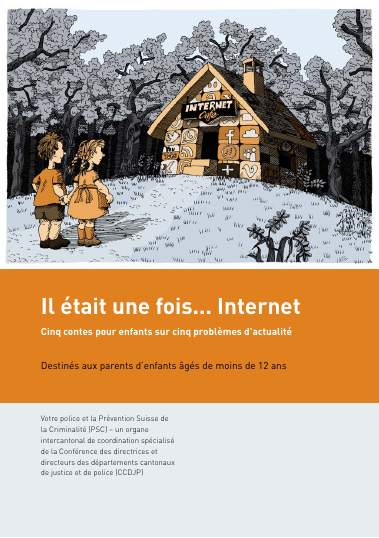 INTERNET
Cafe
Il était une fois... Internet
Cinq contes pour enfants sur cinq problèmes d'actualité
Destinés aux parents d'enfants âgés de moins de 12 ans
Votre police et la Prévention Suisse de
la Criminalité (PSC) – un organe
intercantonal de coordination spécialisé
de la Conférence des directrices et
directeurs des départements cantonaux
de justice et de police (CCDJP)